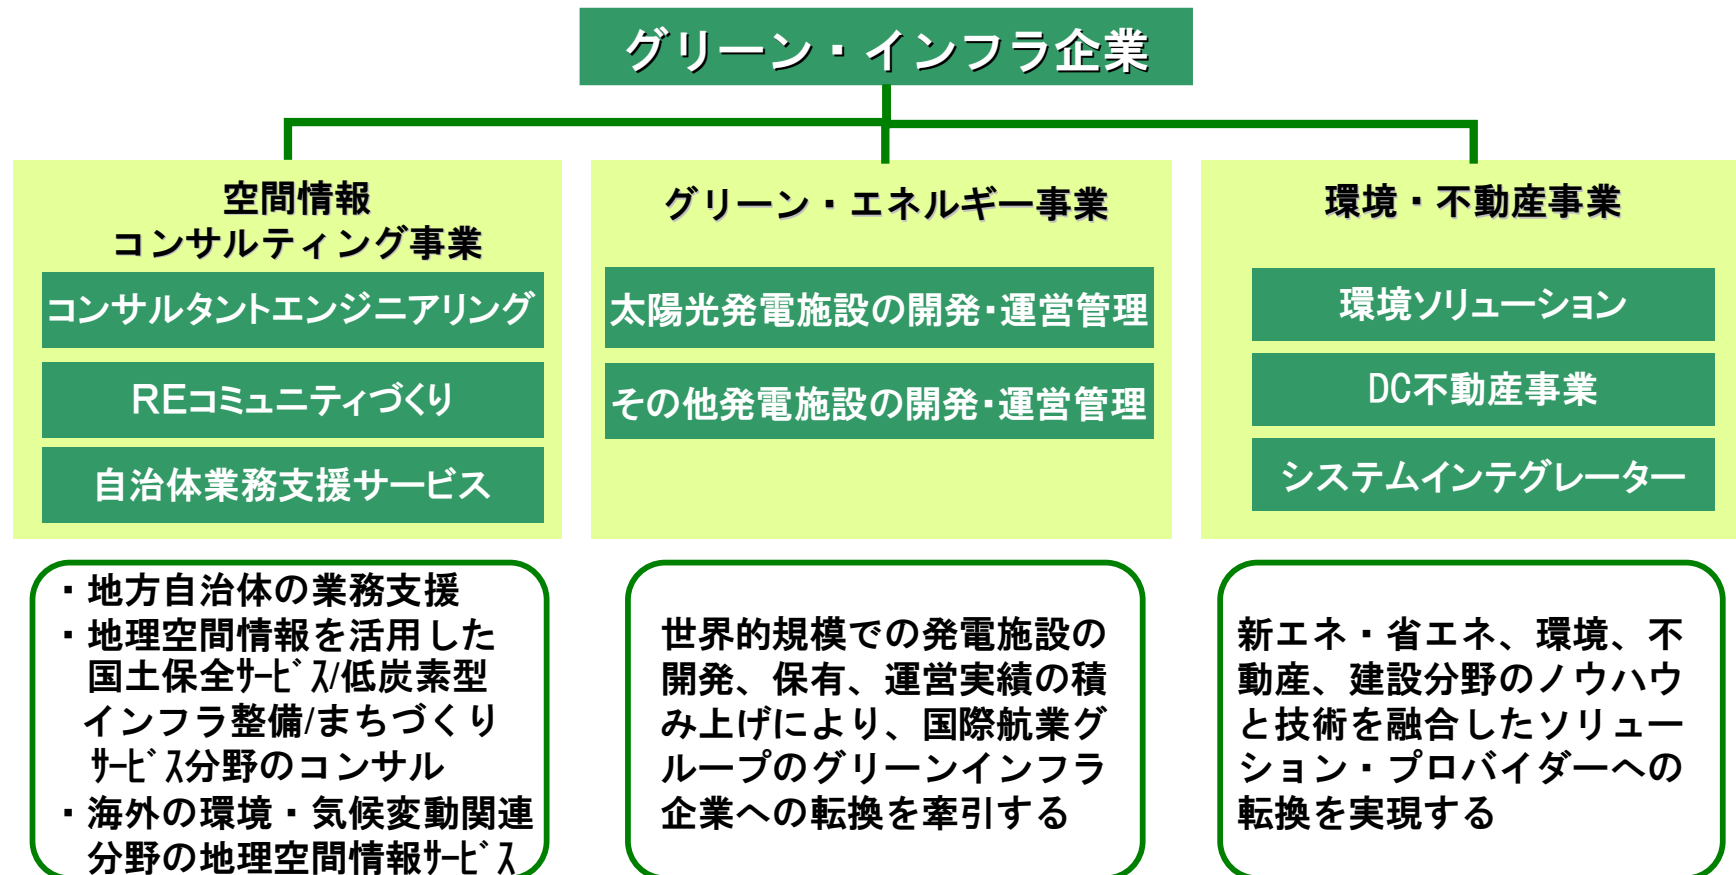 グリーン・インフラ企業
空間情報
コンサルティング事業
コンサルタントエンジニアリング
REコミュニティづくり
自治体業務支援サービス
・地方自治体の業務支援
・地理空間情報を活用した
国土保全ｻｰﾋﾞｽ/低炭素型
インフラ整備/まちづくり
ｻｰﾋﾞｽ分野のコンサル
・海外の環境・気候変動関連
分野の地理空間情報ｻｰﾋﾞｽ
グリーン・エネルギー事業
太陽光発電施設の開発・運営管理
その他発電施設の開発・運営管理
世界的規模での発電施設の
開発、保有、運営実績の積
み上げにより、国際航業グ
ループのグリーンインフラ
企業への転換を牽引する
環境・不動産事業
環境ソリューション
DC不動産事業
システムインテグレーター
新エネ・省エネ、環境、不
動産、建設分野のノウハウ
と技術を融合したソリュー
ション・プロバイダーへの
転換を実現する